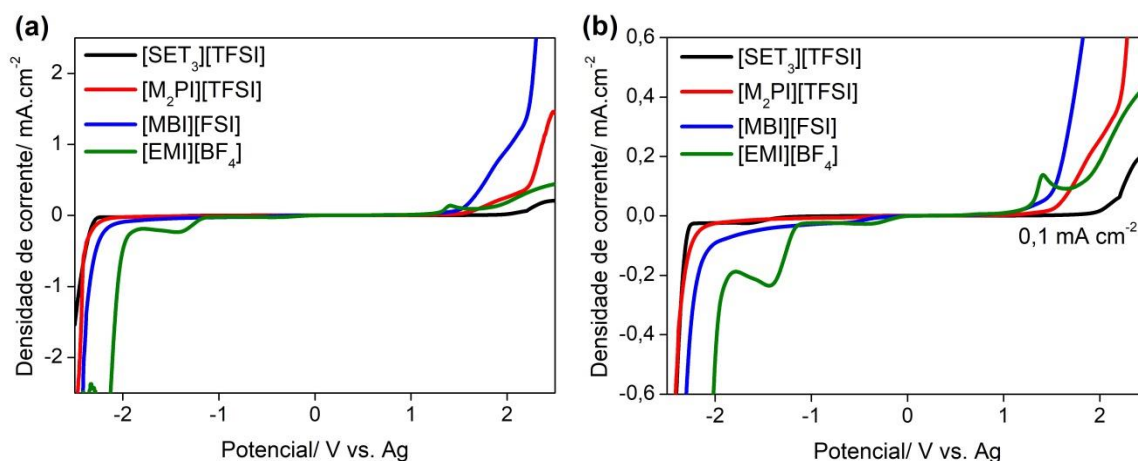 (a)
[SET3][TFSI]
[M2PI][TFSI]
[MBI][FSI]
[EMI][BF4]
2
1
0
-1
-2
-2
-1
0
1
2
Densidade de corrente/ mA.cm-2
Potencial/ V vs. Ag
(b)
[SET3][TFSI]
[M2PI][TFSI]
[MBI][FSI]
[EMI][BF4]
0,6
0,4
0,2
0,0
-0,2
-0,4
-0,6
0,1 mA cm-2
-2
-1
0
1
2
Densidade de corrente/ mA.cm-2
Potencial/ V vs. Ag